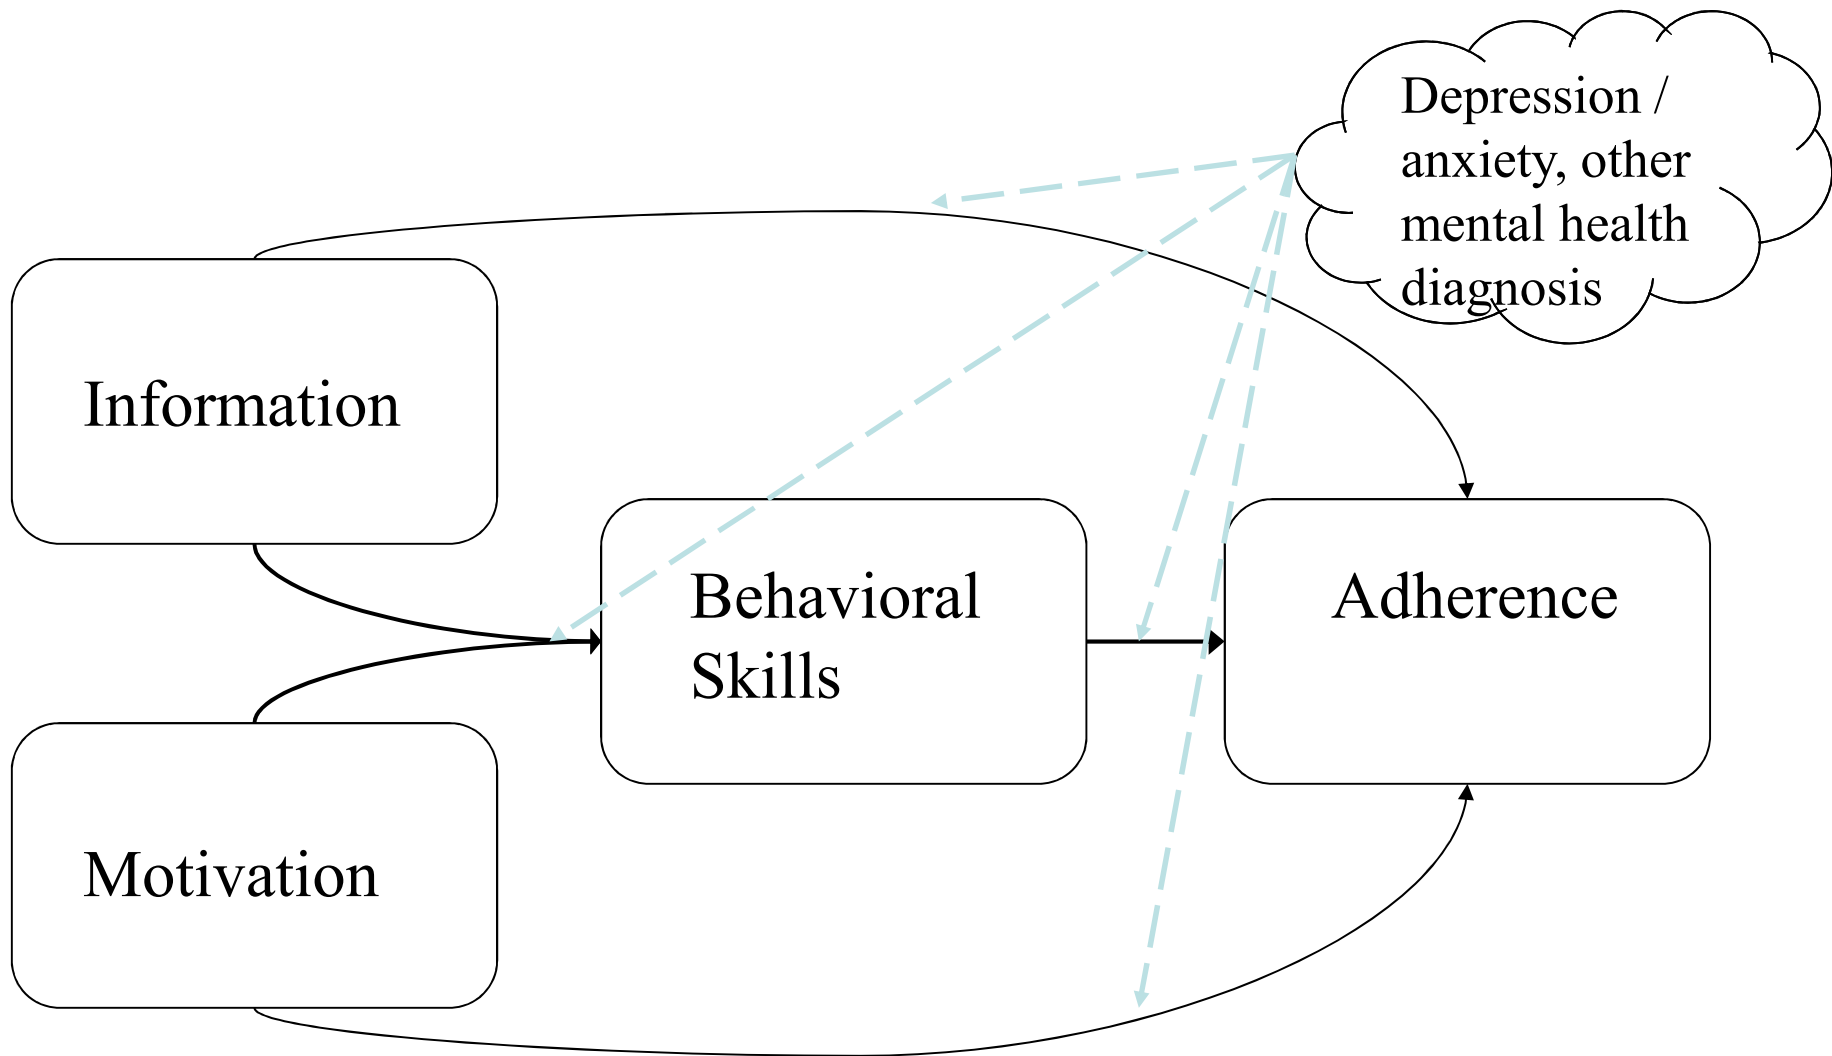 Depression /
anxiety, other
mental health
diagnosis
Information
Behavioral
Skills
Adherence
Motivation